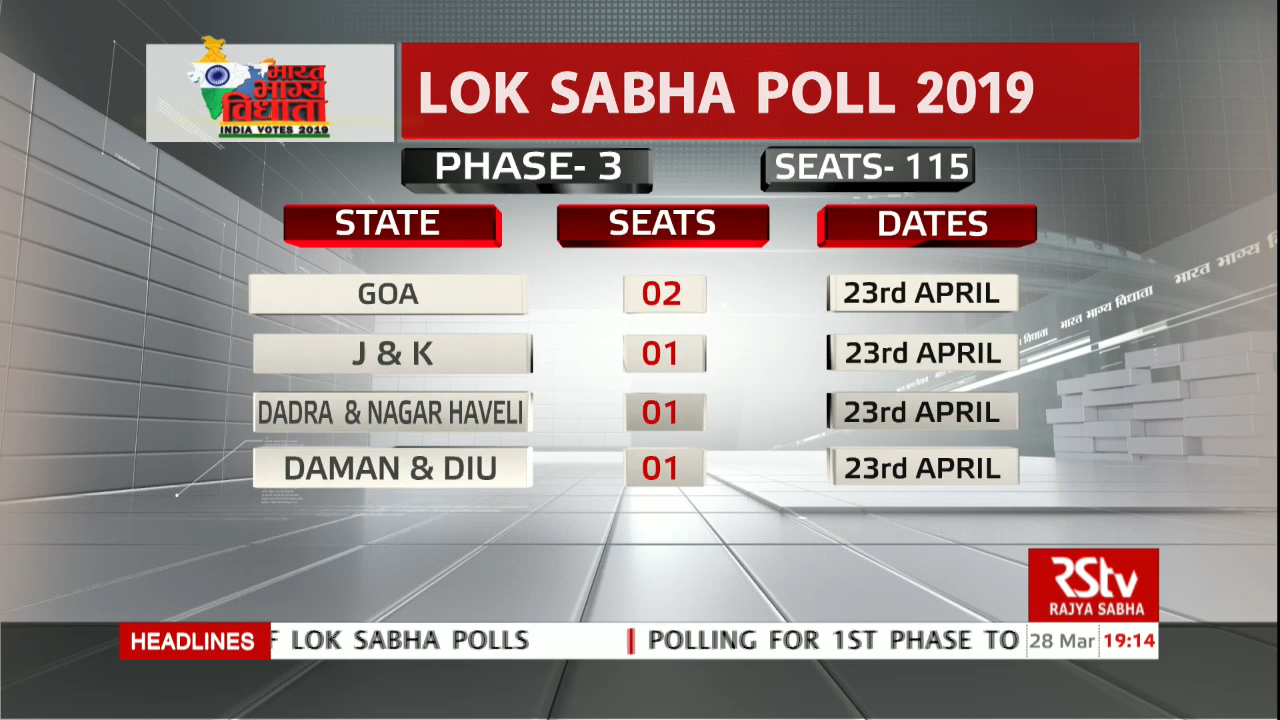 भारत
भाग्य
विधाता
INDIA VOTES 2019
LOK SABHA POLL 2019
PHASE- 3
SEATS- 115
STATE
SEATS
DATES
GOA
02
23rd APRIL
J & K
01
23rd APRIL
DADRA & NAGAR HAVELI
01
23rd APRIL
DAMAN & DIU
01
23rd APRIL
भारत भाग्य विधाता
विधाता
भारत भाग्य वि
RStv
RAJYA SABHA
HEADLINES
F LOK SABHA POLLS
POLLING FOR 1ST PHASE TO
28 Mar
19:14